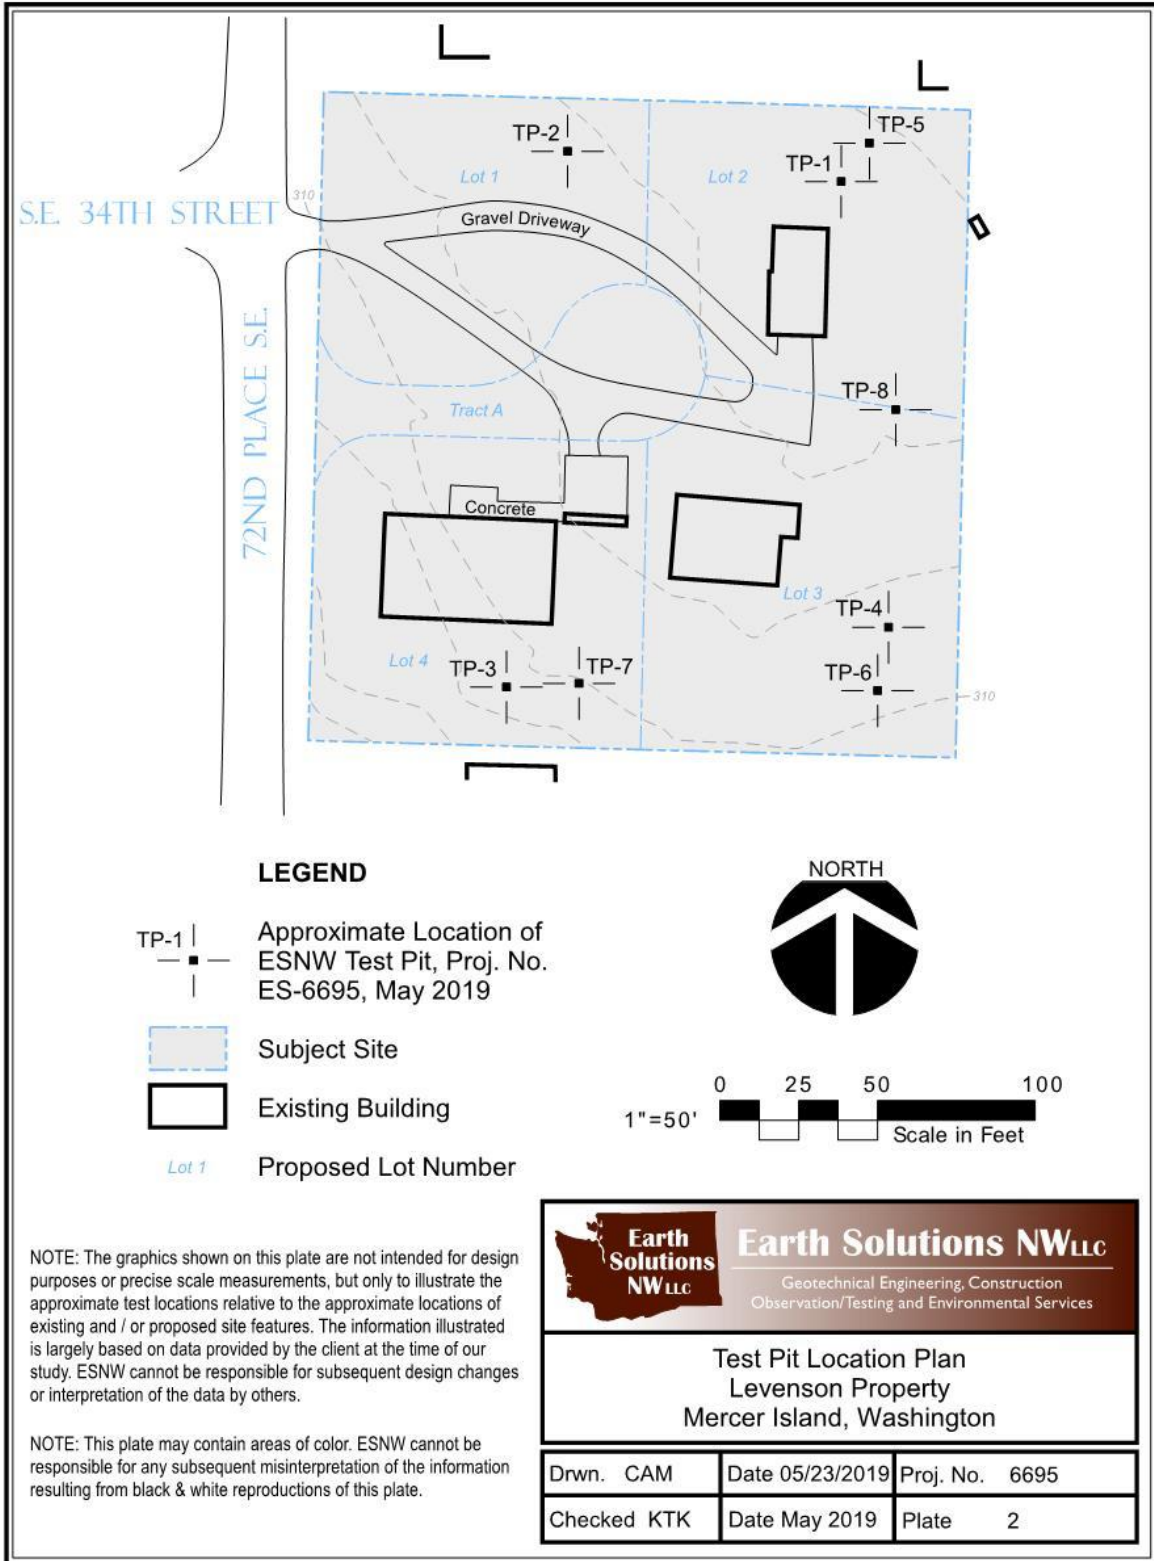 TP-2
TP-5
TP-1
Lot 1
Lot 2
310
S.E. 34TH STREET
Gravel Driveway
72ND PLACE S.E.
TP-8
Tract A
Concrete
Lot 3
TP-4
Lot 4
TP-3
TP-7
TP-6
310
LEGEND
NORTH
TP-1
Approximate Location of
ESNW Test Pit, Proj. No.
ES-6695, May 2019
Subject Site
Existing Building
Lot 1
Proposed Lot Number
0 25 50 100
1"=50'
Scale in Feet
NOTE: The graphics shown on this plate are not intended for design
purposes or precise scale measurements, but only to illustrate the
approximate test locations relative to the approximate locations of
existing and / or proposed site features. The information illustrated
is largely based on data provided by the client at the time of our
study. ESNW cannot be responsible for subsequent design changes
or interpretation of the data by others.
NOTE: This plate may contain areas of color. ESNW cannot be
responsible for any subsequent misinterpretation of the information
resulting from black & white reproductions of this plate.
Earth
Solutions
NWLLC
Earth Solutions NWLLC
Geotechnical Engineering, Construction
Observation/Testing and Environmental Services
Test Pit Location Plan
Levenson Property
Mercer Island, Washington
Drwn. CAM
Date 05/23/2019
Proj. No. 6695
Checked KTK
Date May 2019
Plate 2